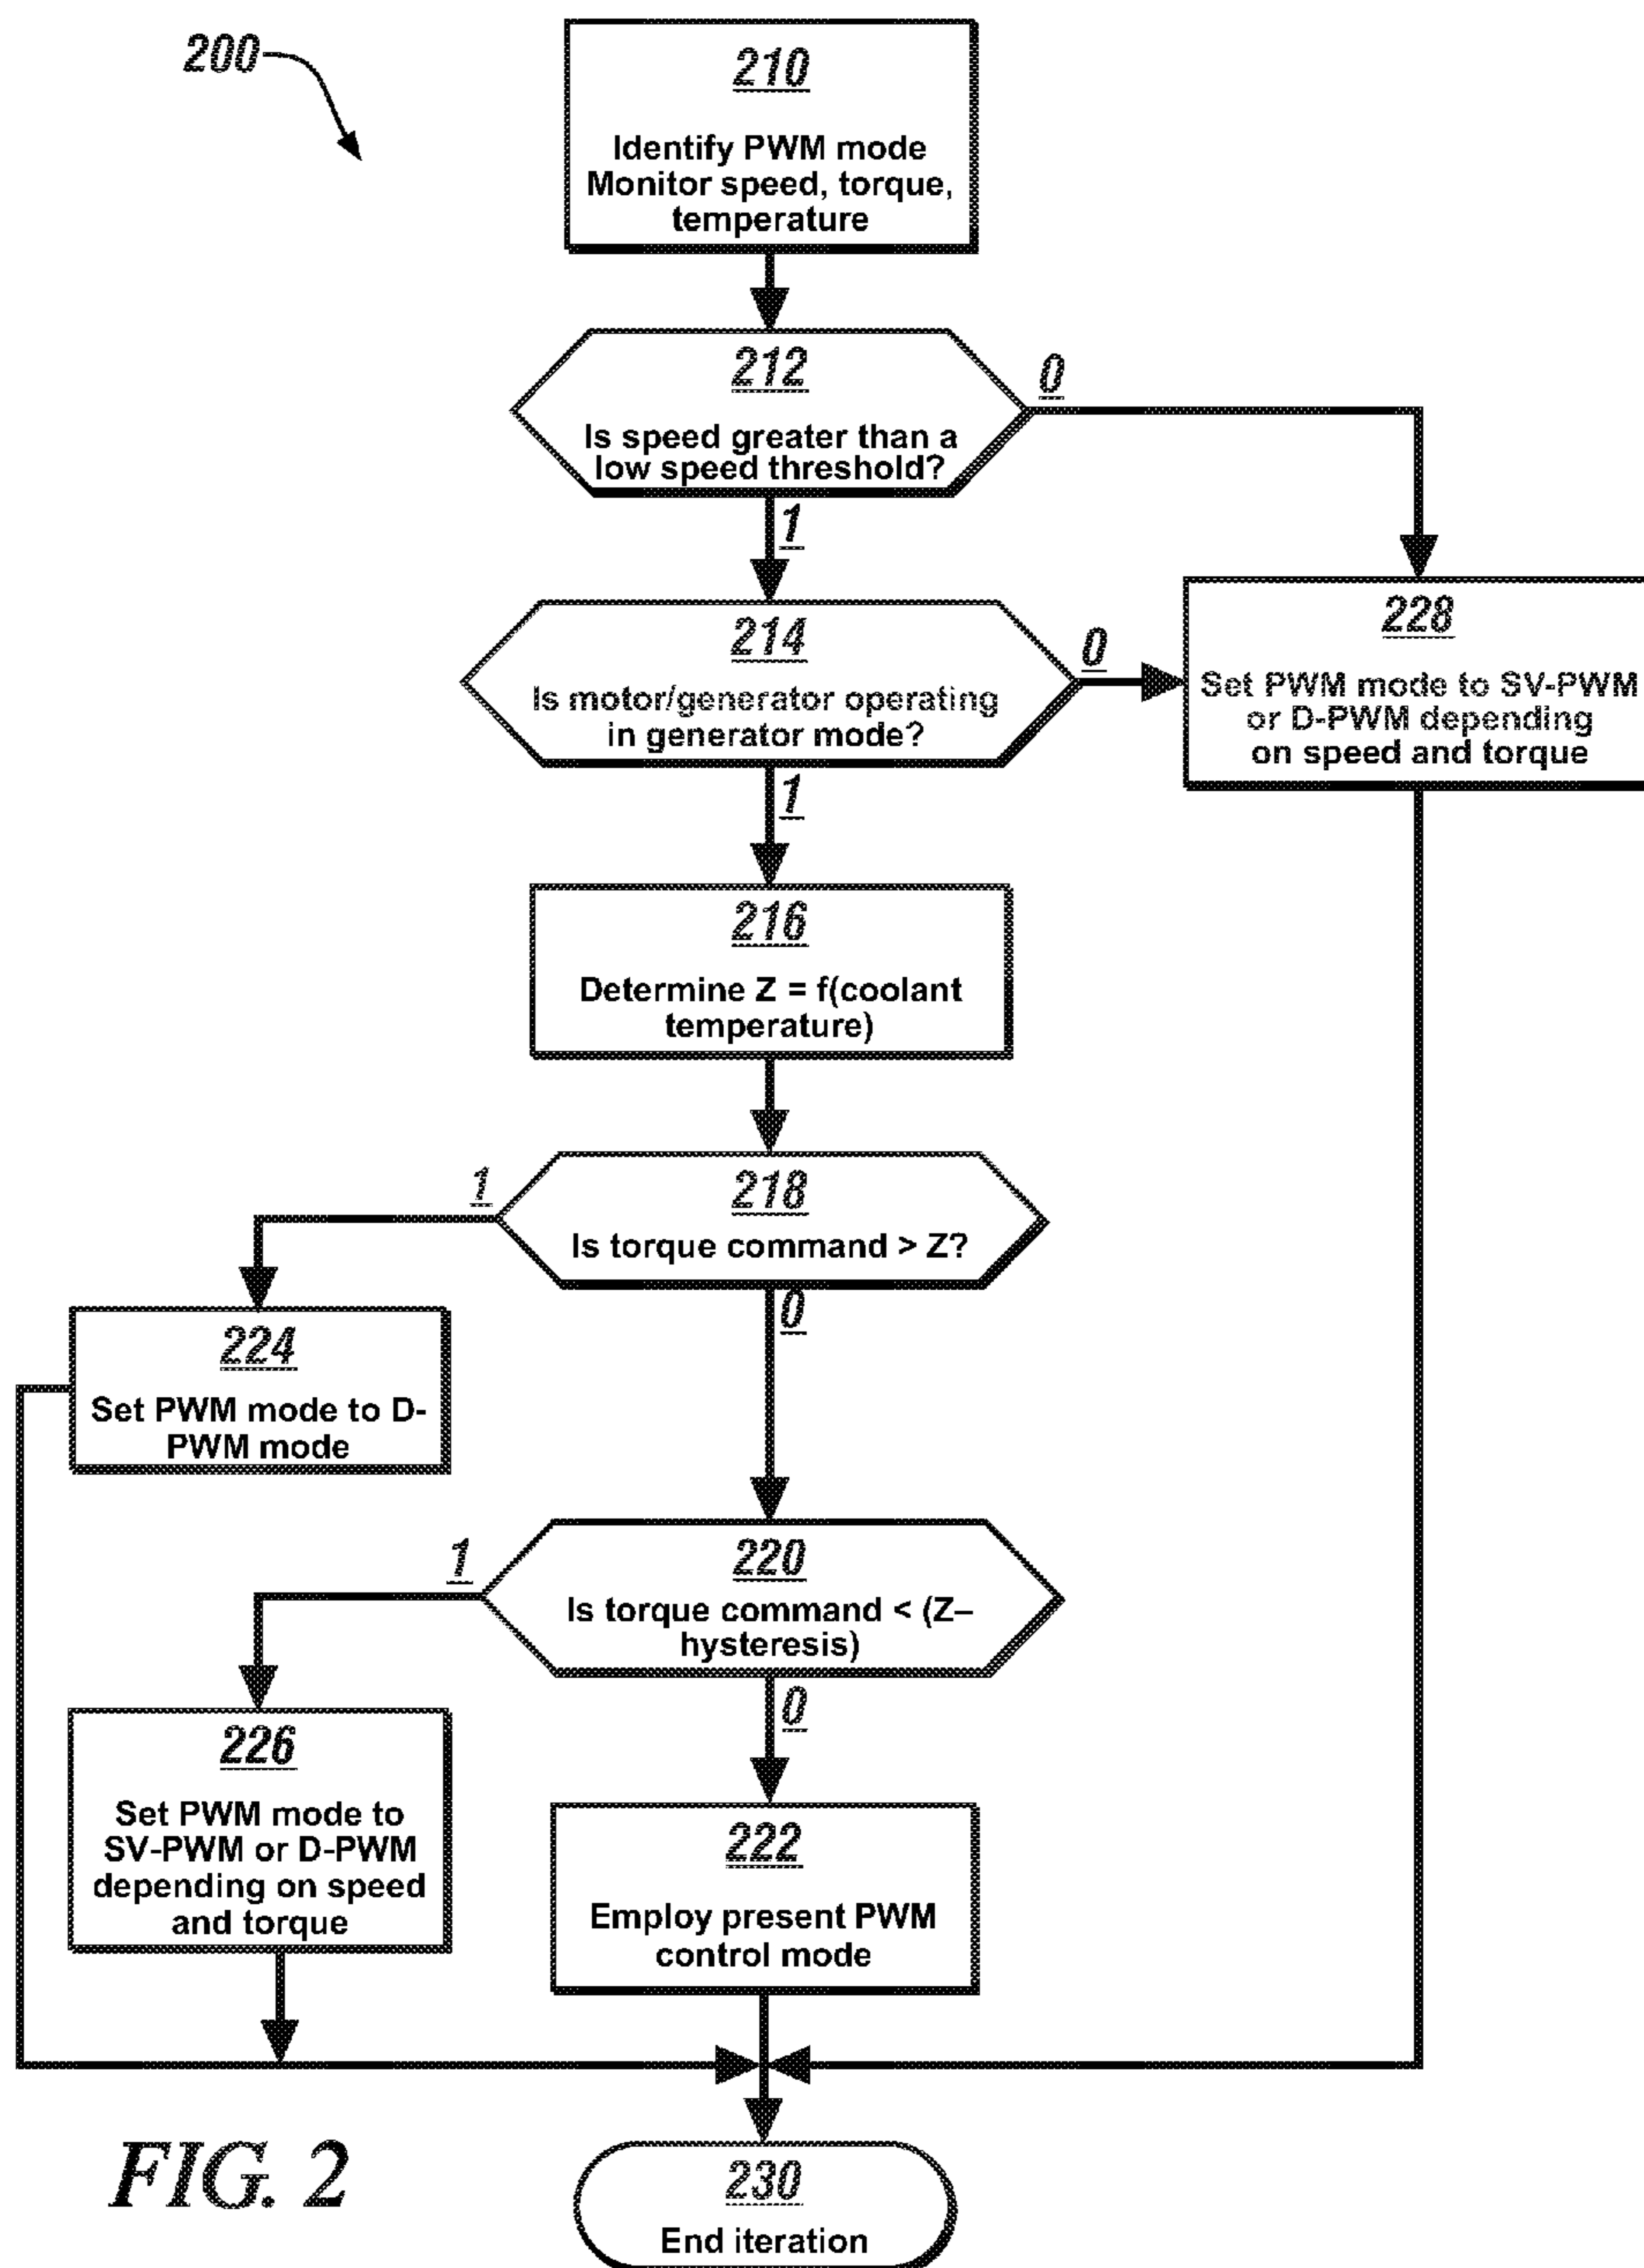 200
210
Identify PWM mode
Monitor speed, torque,
temperature
212
Is speed greater than a
low speed threshold?
0
1
214
Is motor/generator operating
in generator mode?
0
1
228
Set PWM mode to SV-PWM
or D-PWM depending
on speed and torque
216
Determine Z = f(coolant
temperature)
218
Is torque command > Z?
1
0
224
Set PWM mode to D-
PWM mode
220
Is torque command < (Z–
hysteresis)
1
0
226
Set PWM mode to
SV-PWM or D-PWM
depending on speed
and torque
222
Employ present PWM
control mode
230
End iteration
FIG. 2